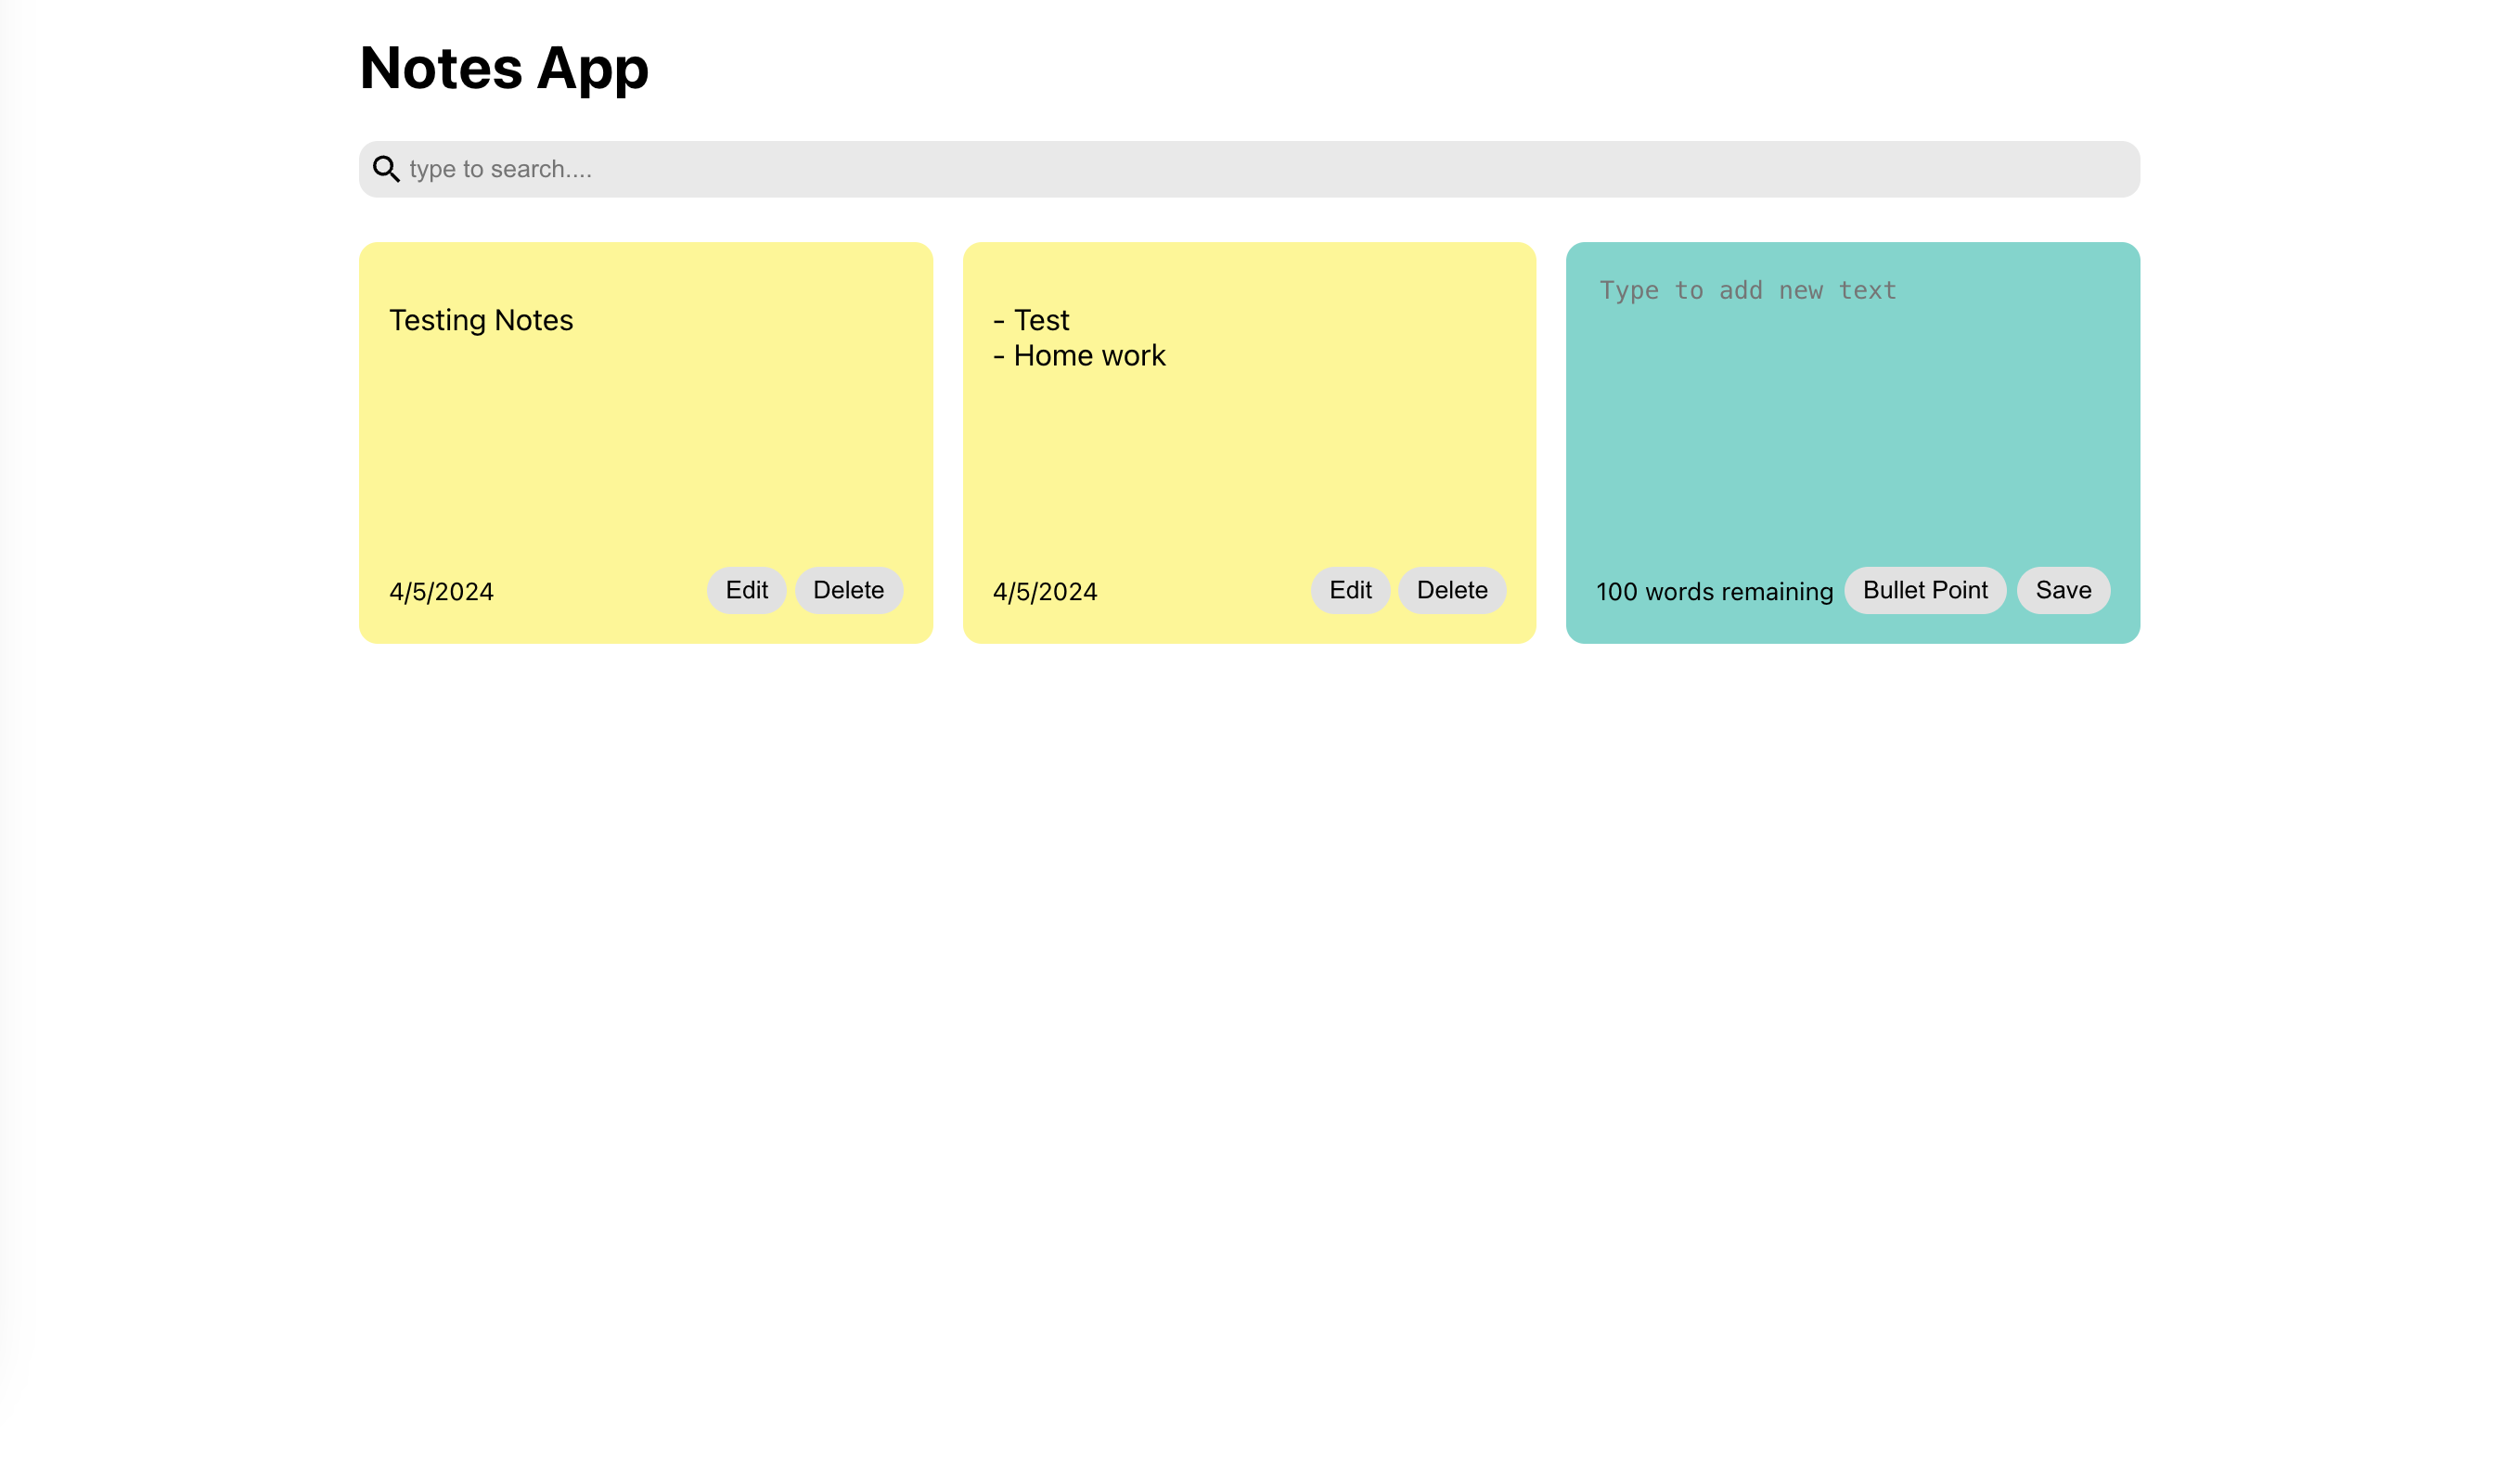 Notes App
type to search....
Testing Notes
4/5/2024
Edit
Delete
- Test
- Home work
4/5/2024
Edit
Delete
Type to add new text
100 words remaining
Bullet Point
Save